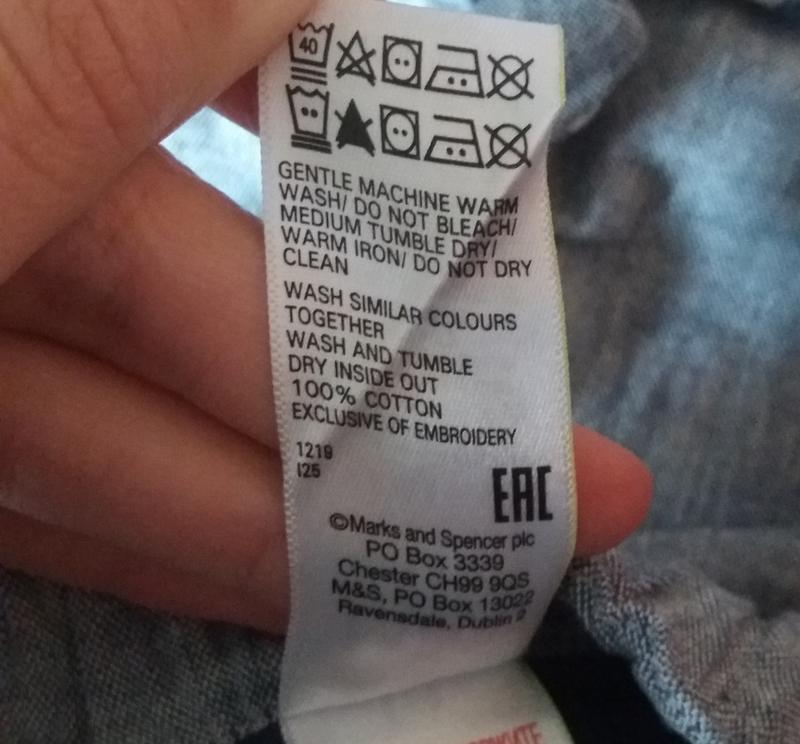 40
GENTLE MACHINE WARM
WASH/ DO NOT BLEACH/
MEDIUM TUMBLE DRY/
WARM IRON/ DO NOT DRY
CLEAN
WASH SIMILAR COLOURS
TOGETHER
WASH AND TUMBLE
DRY INSIDE OUT
100% COTTON
EXCLUSIVE OF EMBROIDERY
1219
I25
EAC
©Marks and Spencer plc
PO Box 3339
Chester CH99 9QS
M&S, PO Box 13022
Ravensdale, Dublin 2